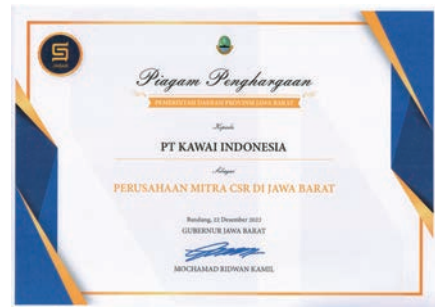 Piagam Penghargaan
PEMERINTAH DAERAH PROVINSI JAWA BARAT
Kepada
PT KAWAI INDONESIA
Sebagai
PERUSAHAAN MITRA CSR DI JAWA BARAT
Bandung, 22 Desember 2022
GUBERNUR JAWA BARAT
MOCHAMAD RIDWAN KAMIL